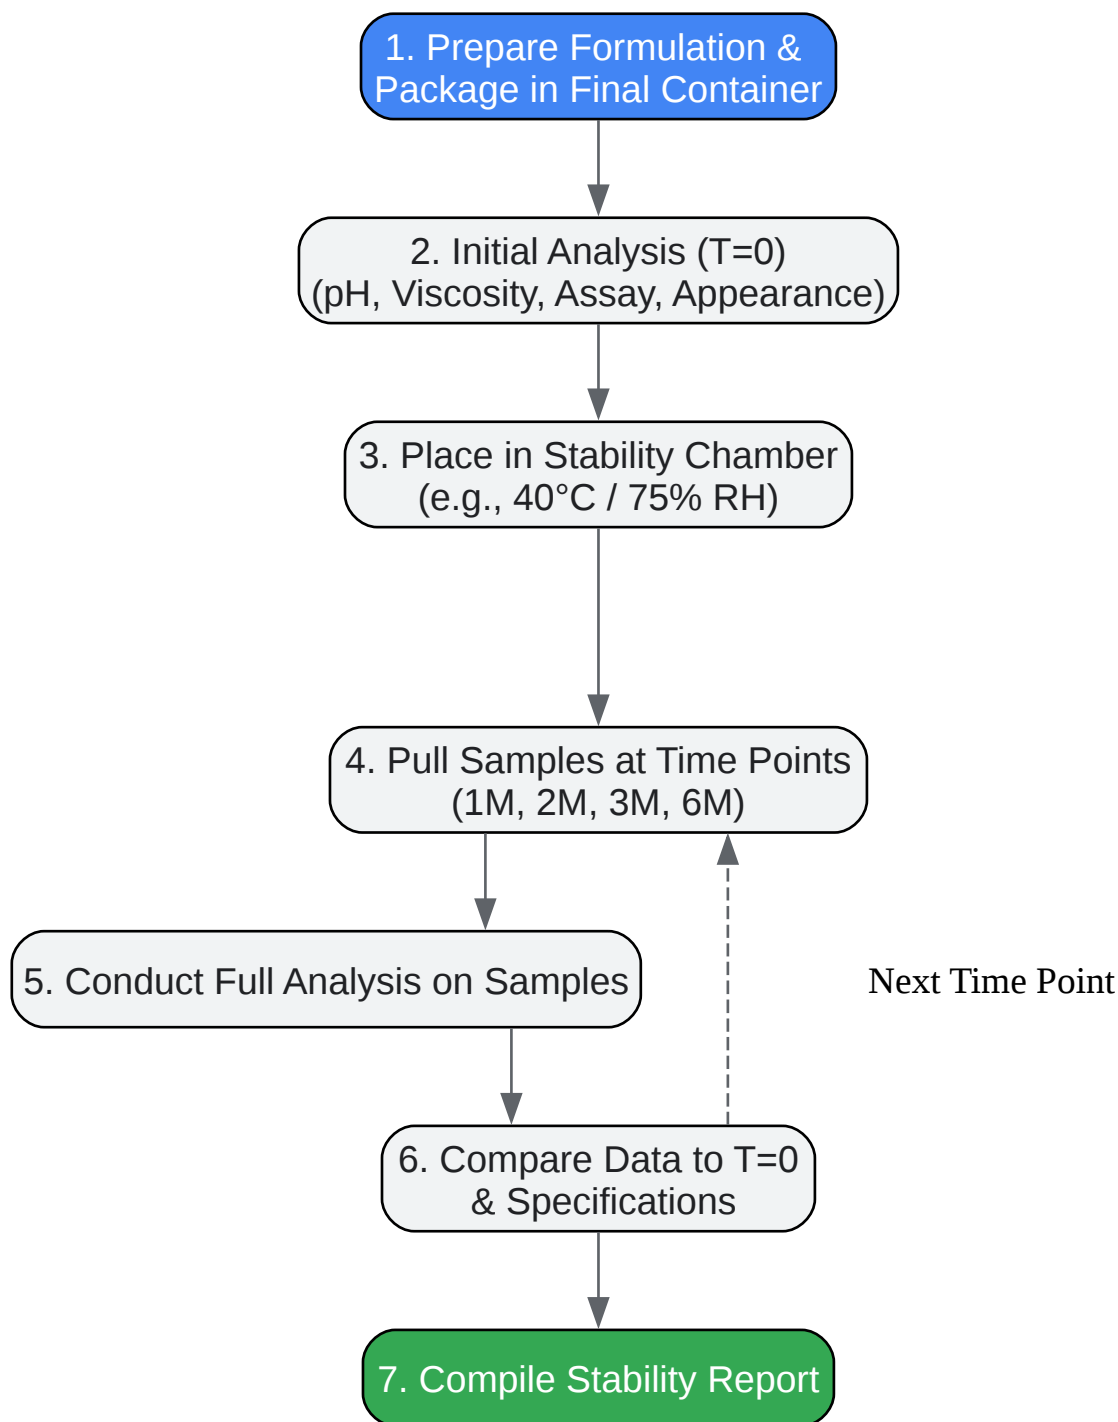 1. Prepare Formulation &
Package in Final Container
2. Initial Analysis (T=0)
(pH, Viscosity, Assay, Appearance)
3. Place in Stability Chamber
(e.g., 40°C / 75% RH)
4. Pull Samples at Time Points
(1M, 2M, 3M, 6M)
5. Conduct Full Analysis on Samples
Next Time Point
6. Compare Data to T=0
& Specifications
7. Compile Stability Report